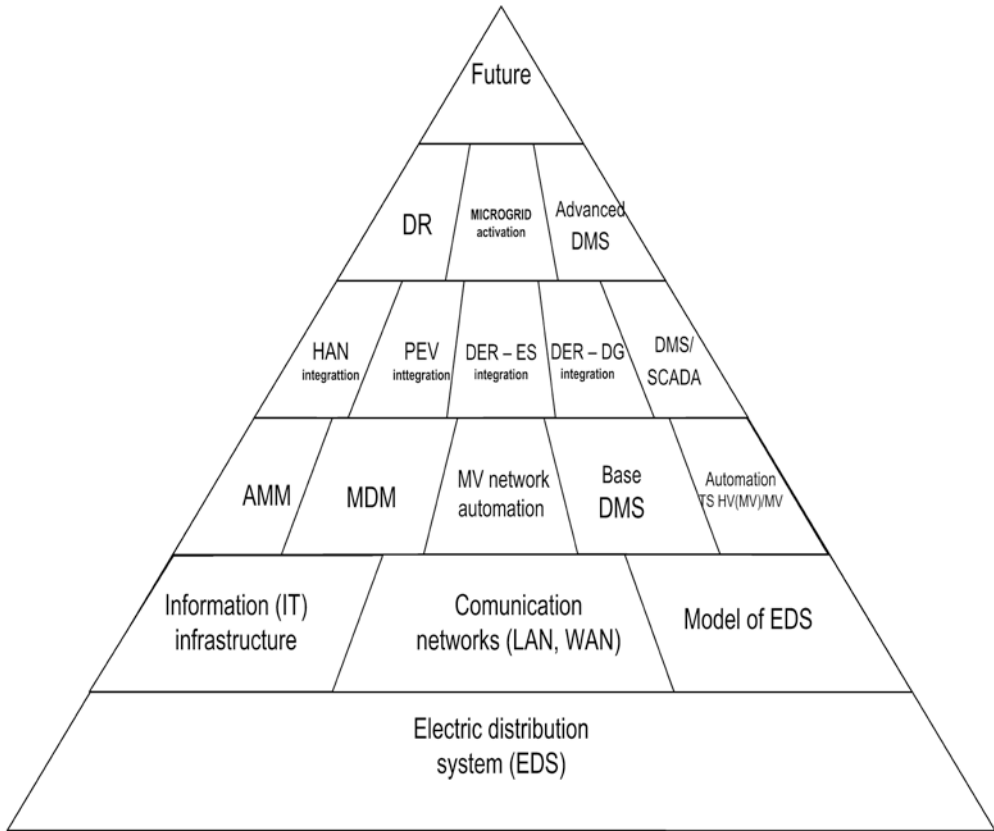 Future
DR
MICROGRID
activation
Advanced
DMS
HAN
integrattion
PEV
inttegration
DER – ES
integration
DER – DG
integration
DMS/
SCADA
AMM
MDM
MV network
automation
Base
DMS
Automation
TS HV(MV)/MV
Information (IT)
infrastructure
Comunication
networks (LAN, WAN)
Model of EDS
Electric distribution
system (EDS)